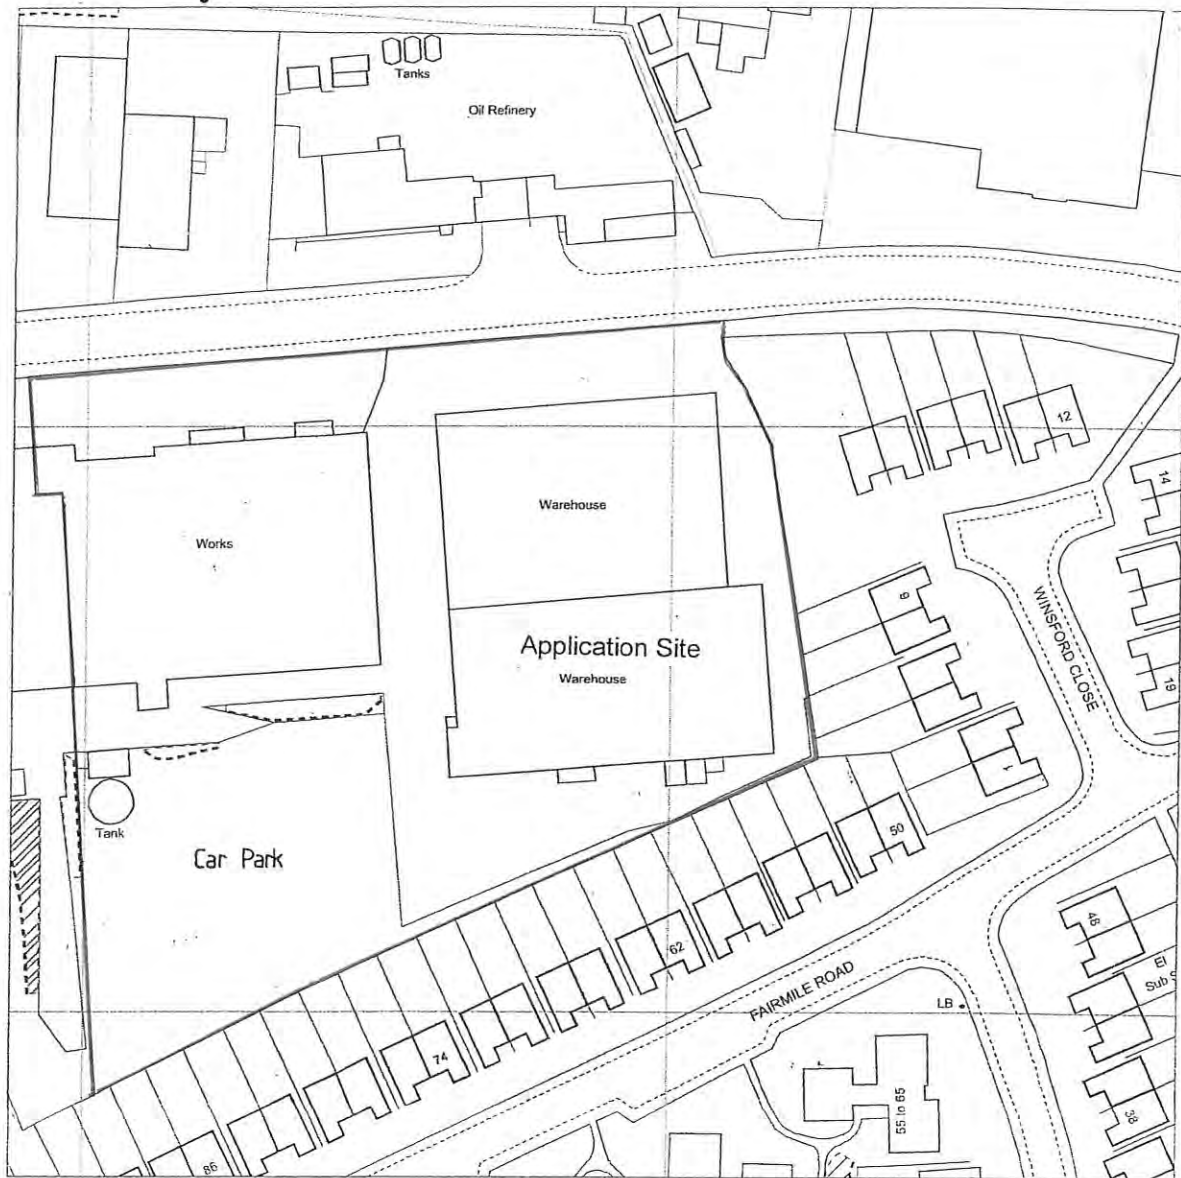 Tanks
Oil Refinery
12
14
Works
Warehouse
9
WINSFORD CLOSE
Application Site
Warehouse
19
1
Tank
Car Park
50
48
62
El
Sub S
FAIRMILE ROAD
LB
74
55 to 65
38
86